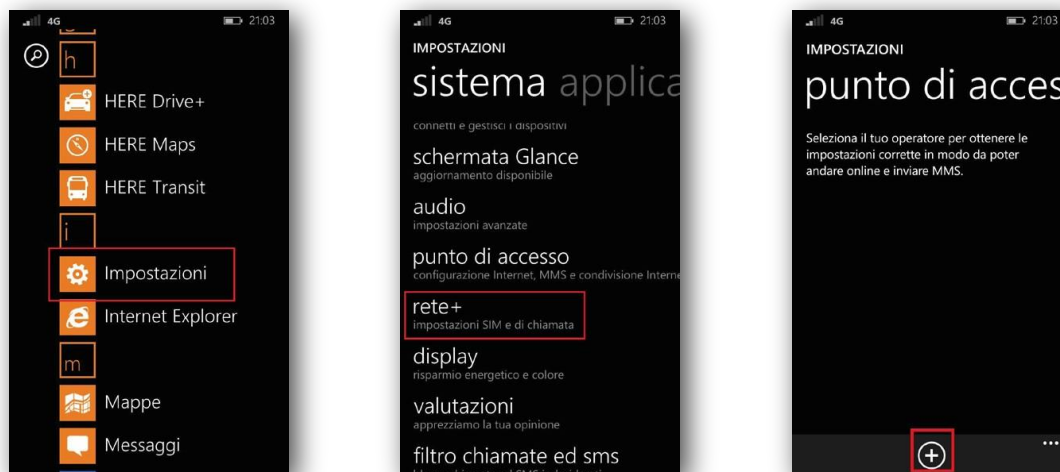 4G 21:03
h
HERE Drive+
HERE Maps
HERE Transit
i
Impostazioni
Internet Explorer
m
Mappe
Messaggi
4G 21:03
IMPOSTAZIONI
sistema applica
connetti e gestisci i dispositivi
schermata Glance
aggiornamento disponibile
audio
impostazioni avanzate
punto di accesso
configurazione Internet, MMS e condivisione Interne
rete+
impostazioni SIM e di chiamata
display
risparmio energetico e colore
valutazioni
apprezziamo la tua opinione
filtro chiamate ed sms
4G 21:03
IMPOSTAZIONI
punto di acces
Seleziona il tuo operatore per ottenere le
impostazioni corrette in modo da poter
andare online e inviare MMS.